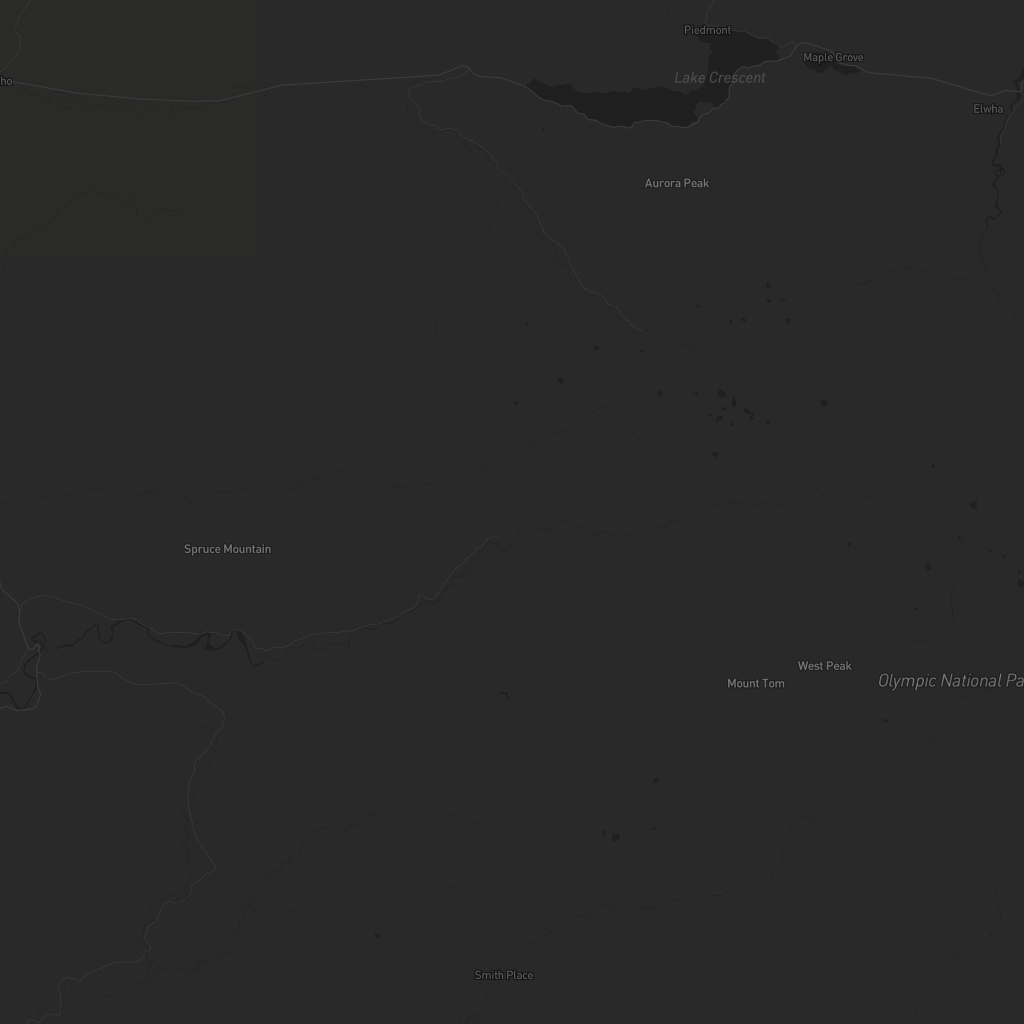 Piedmont
Maple Grove
Lake Crescent
ho
Elwha
Aurora Peak
Spruce Mountain
West Peak
Mount Tom
Olympic National Pa
Smith Place